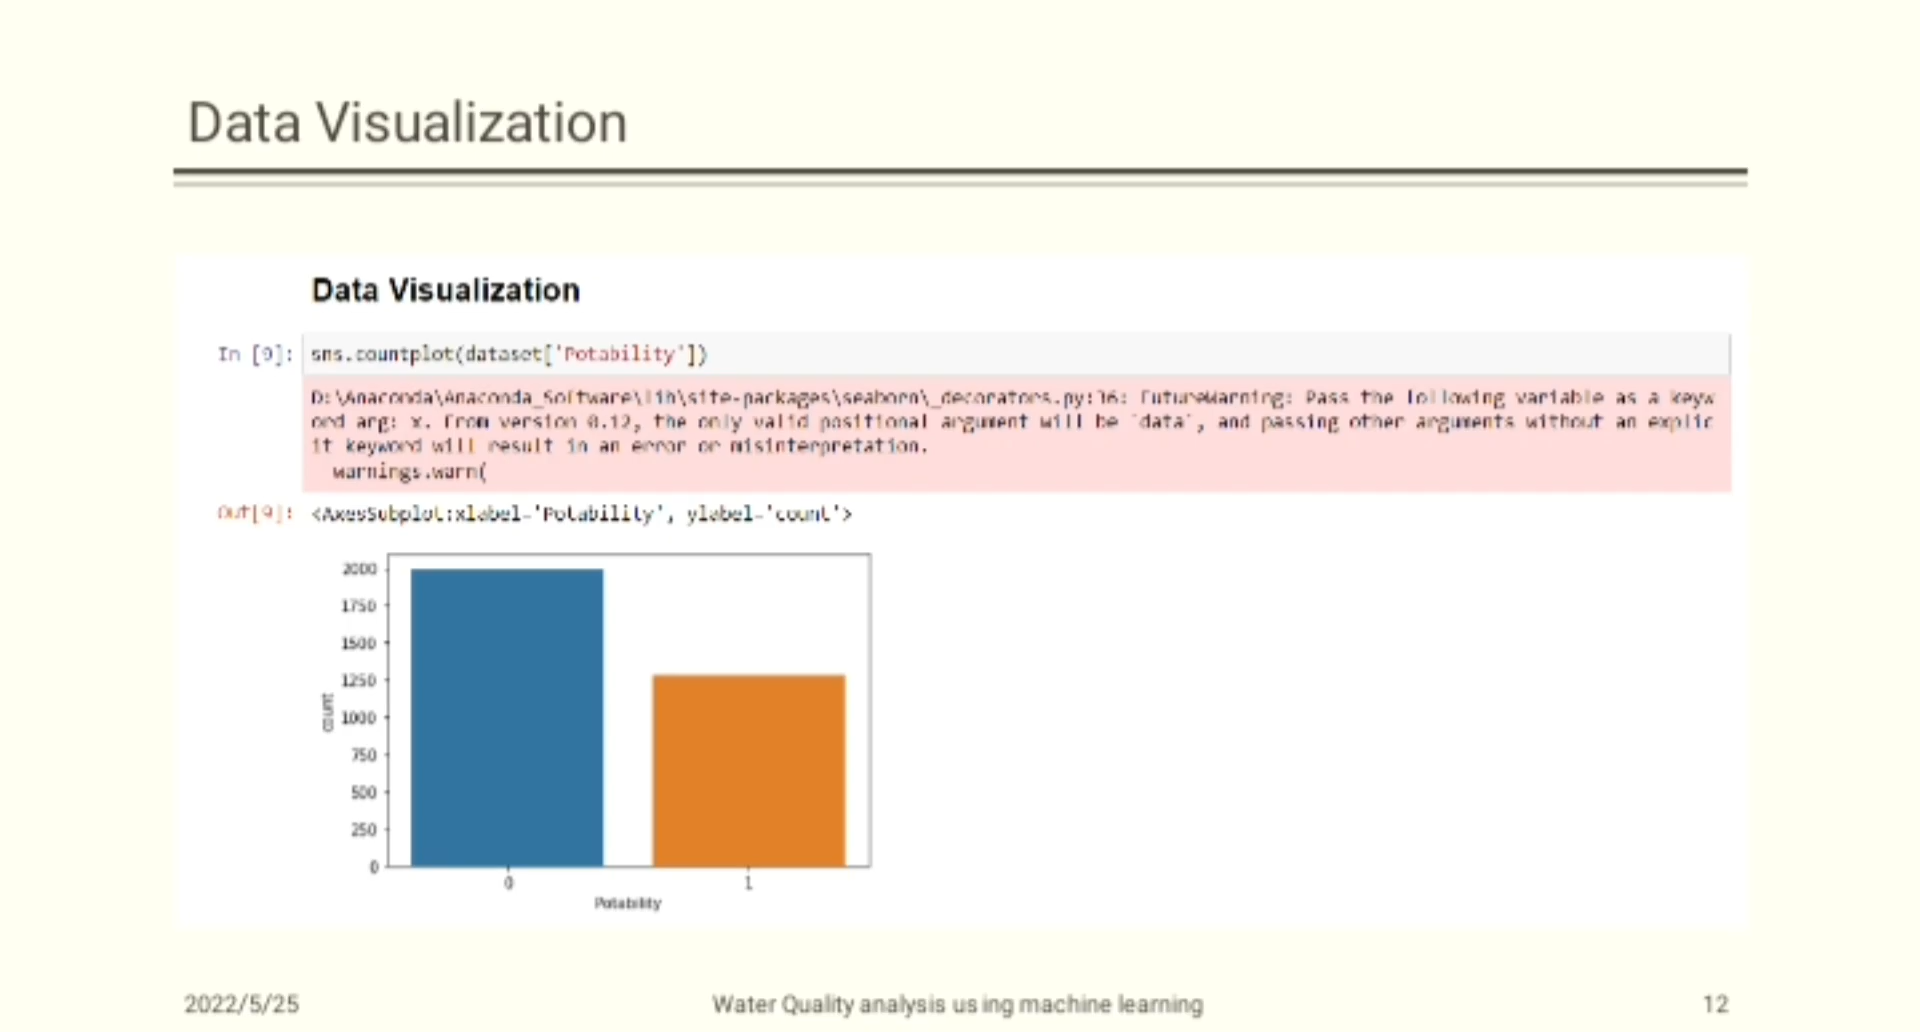 Data Visualization
Data Visualization
In [9]: sns.countplot(dataset['Potability'])
D:\Anaconda\Anaconda_Software\lib\site-packages\seaborn\_decorators.py:36: FutureWarning: Pass the following variable as a keyw
ord arg: x. From version 0.12, the only valid positional argument will be `data`, and passing other arguments without an explic
it keyword will result in an error or misinterpretation.
warnings.warn(
Out[9]: <AxesSubplot:xlabel='Potability', ylabel='count'>
2000
1750
1500
1250
1000
750
500
250
0
count
0 1
Potability
2022/5/25 Water Quality analysis us ing machine learning 12